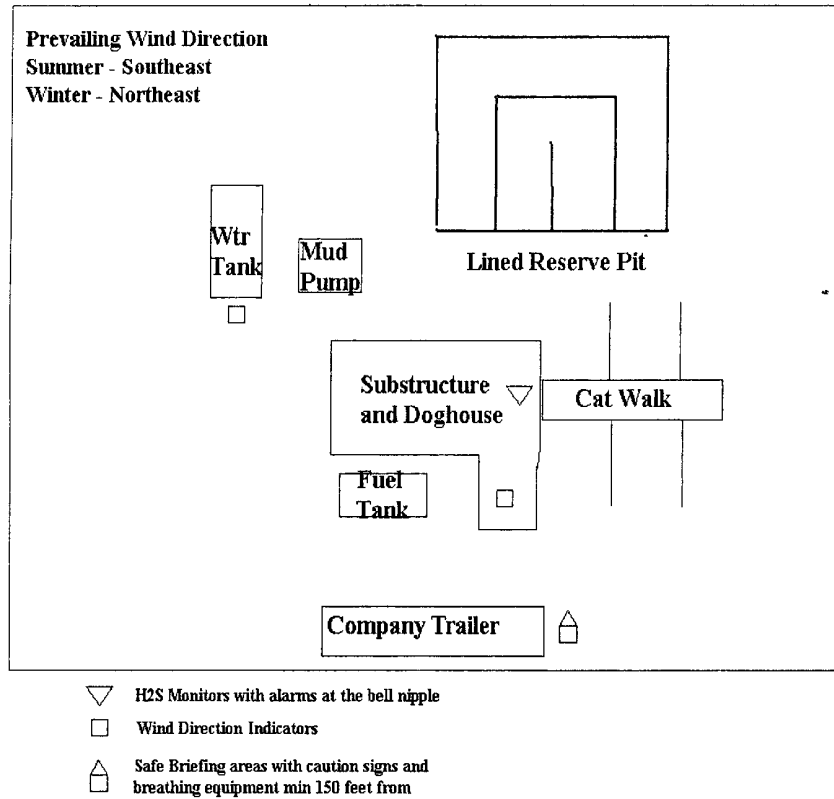 Prevailing Wind Direction
Summer - Southeast
Winter - Northeast
Wtr
Tank
Mud
Pump
Lined Reserve Pit
Substructure
and Doghouse
Cat Walk
Fuel
Tank
Company Trailer
H2S Monitors with alarms at the bell nipple
Wind Direction Indicators
Safe Briefing areas with caution signs and
breathing equipment min 150 feet from